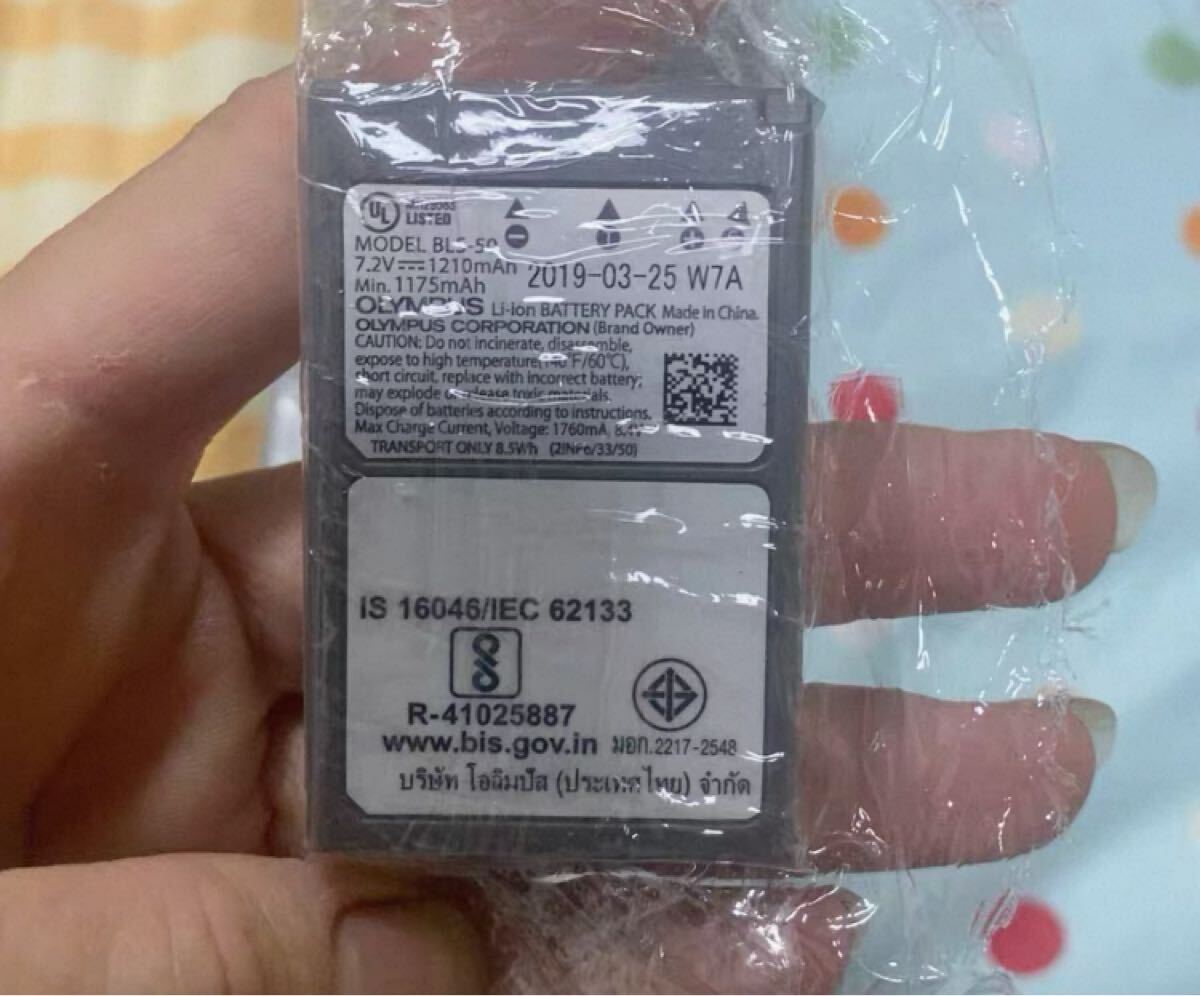 UL
LISTED
MODEL BLS-50
7.2V 1210mAh
Min. 1175mAh
2019-03-25 W7A
OLYMPUS Li-ion BATTERY PACK Made in China.
OLYMPUS CORPORATION (Brand Owner)
CAUTION: Do not incinerate, disassemble,
expose to high temperature(140°F/60°C),
short circuit, replace with incorrect battery;
may explode or release toxic materials.
Dispose of batteries according to instructions.
Max Charge Current, Voltage: 1760mA, 8.4V
TRANSPORT ONLY 8.5Wh (2INP6/33/50)
IS 16046/IEC 62133
R-41025887
www.bis.gov.in มอก.2217-2548
บริษัท โอลิมปัส (ประเทศไทย) จำกัด